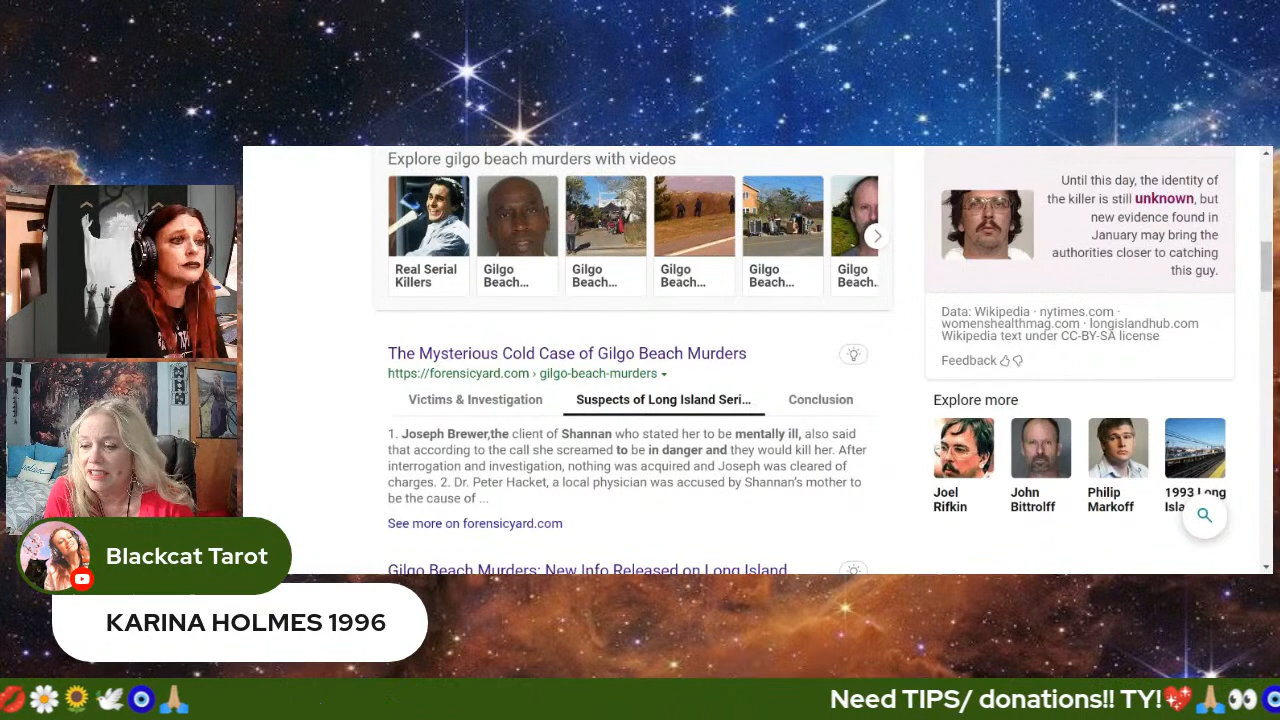 Explore gilgo beach murders with videos
Real Serial
Killers
Gilgo
Beach...
Gilgo
Beach...
Gilgo
Beach...
Gilgo
Beach...
Gilgo
Beach..
The Mysterious Cold Case of Gilgo Beach Murders
https://forensicyard.com › gilgo-beach-murders
Victims & Investigation
Suspects of Long Island Seri...
Conclusion
1. Joseph Brewer,the client of Shannan who stated her to be mentally ill, also said
that according to the call she screamed to be in danger and they would kill her. After
interrogation and investigation, nothing was acquired and Joseph was cleared of
charges. 2. Dr. Peter Hacket, a local physician was accused by Shannan's mother to
be the cause of ...
See more on forensicyard.com
Gilgo Beach Murders: New Info Released on Long Island
Until this day, the identity of
the killer is still unknown, but
new evidence found in
January may bring the
authorities closer to catching
this guy.
Data: Wikipedia · nytimes.com ·
womenshealthmag.com · longislandhub.com
Wikipedia text under CC-BY-SA license
Feedback
Explore more
Joel
Rifkin
John
Bittrolff
Philip
Markoff
1993 Long
Blackcat Tarot
KARINA HOLMES 1996
Need TIPS/ donations!! TY!💖🙏🏽👀🧿
💋🌼🌻🕊️🧿🙏🏽